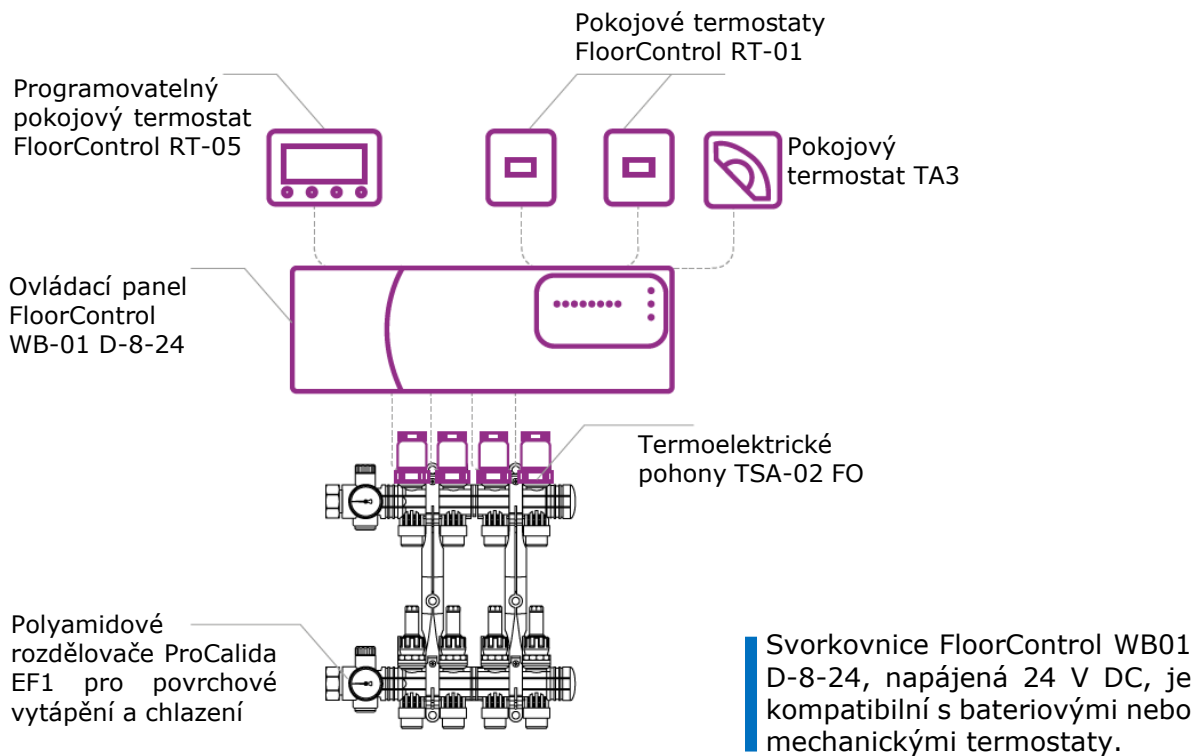 Pokojové termostaty
FloorControl RT-01
Programovatelný
pokojový termostat
FloorControl RT-05
Pokojový
termostat TA3
Ovládací panel
FloorControl
WB-01 D-8-24
Termoelektrické
pohony TSA-02 FO
Polyamidové
rozdělovače ProCalida
EF1 pro povrchové
vytápění a chlazení
Svorkovnice FloorControl WB01
D-8-24, napájená 24 V DC, je
kompatibilní s bateriovými nebo
mechanickými termostaty.